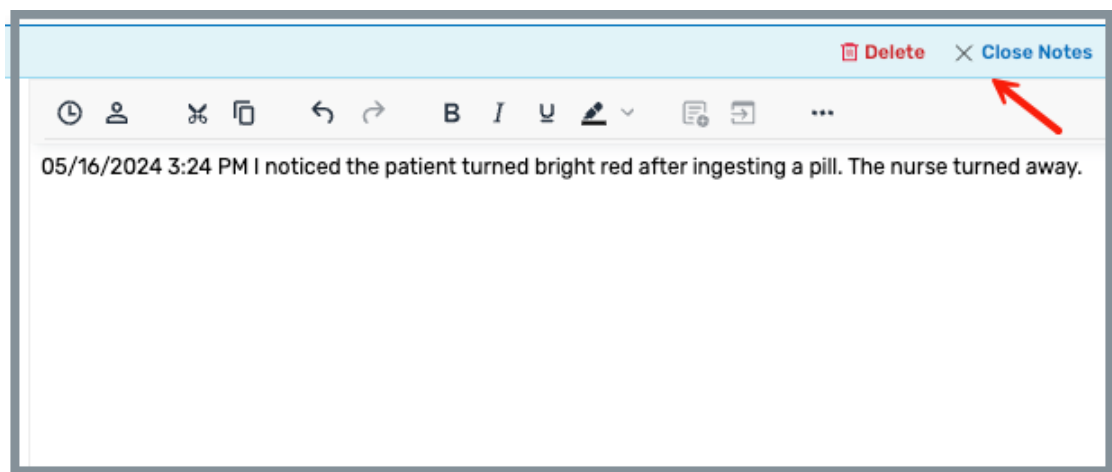 Delete Close Notes
B I U
05/16/2024 3:24 PM I noticed the patient turned bright red after ingesting a pill. The nurse turned away.